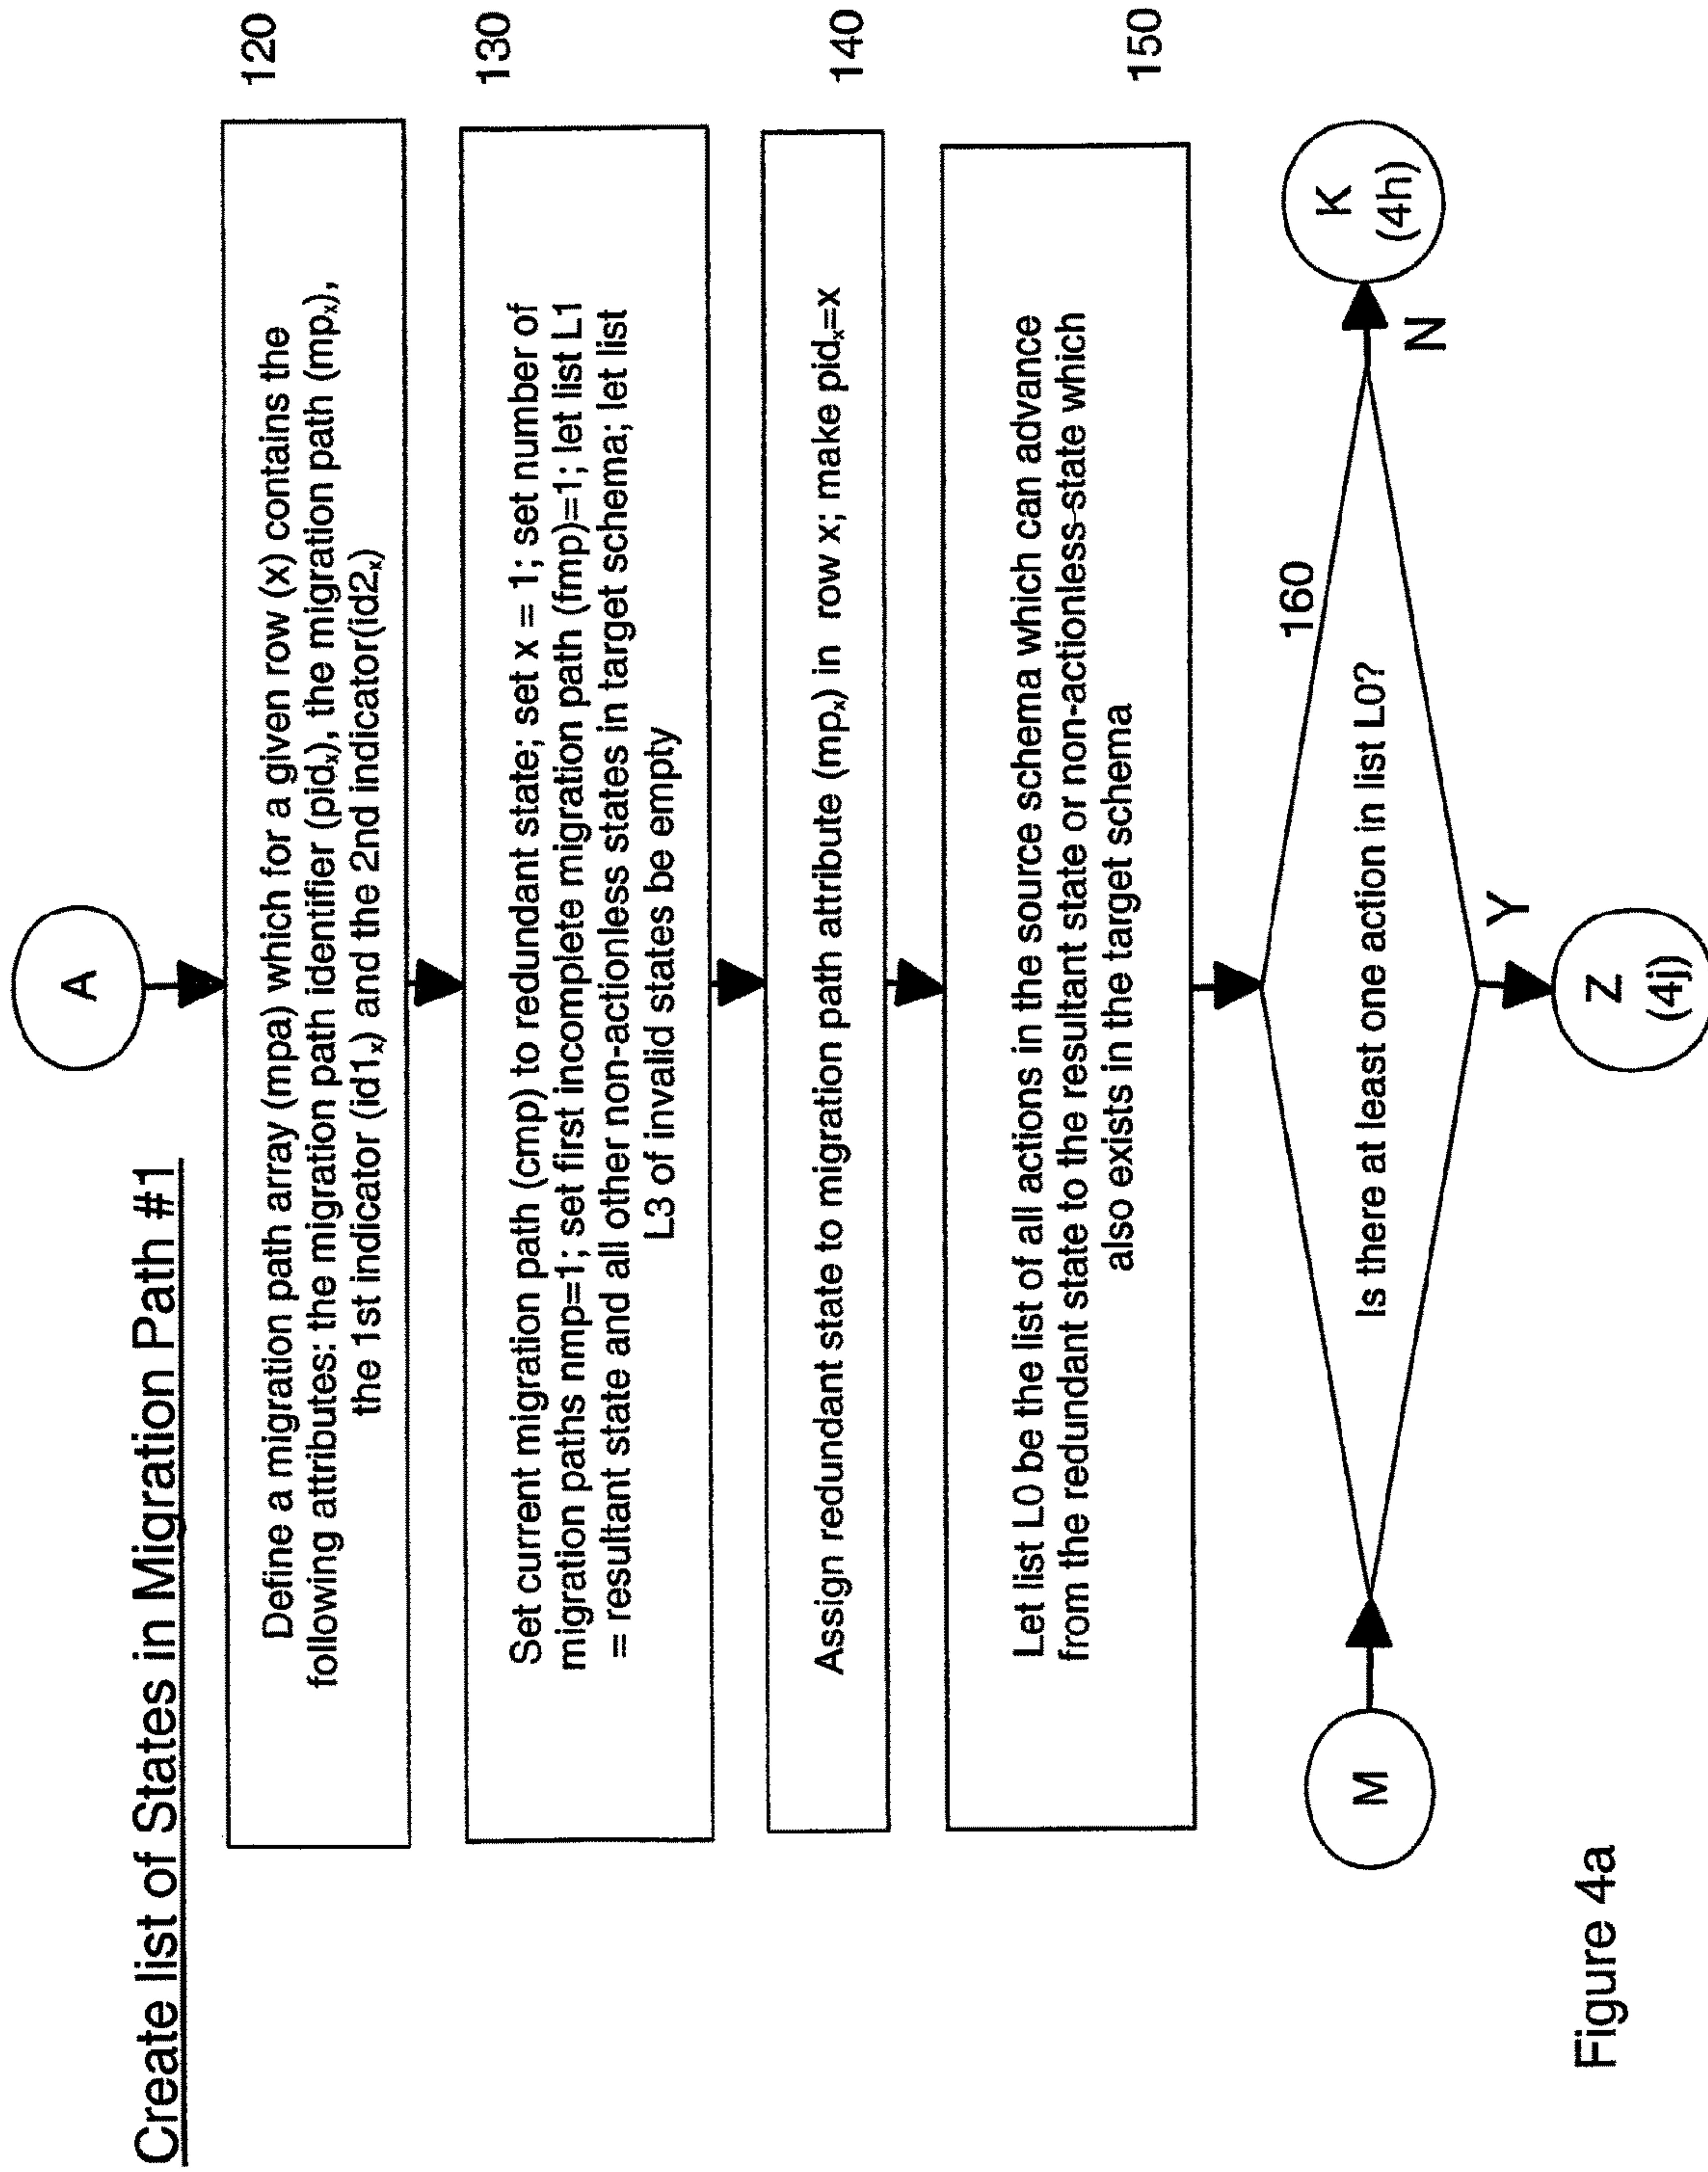 Create list of States in Migration Path #1
A
Define a migration path array (mpa) which for a given row (x) contains the
following attributes: the migration path identifier (pidₓ), the migration path (mpₓ),
the 1st indicator (id1ₓ) and the 2nd indicator(id2ₓ)
120
Set current migration path (cmp) to redundant state; set x = 1; set number of
migration paths nmp=1; set first incomplete migration path (fmp)=1; let list L1
= resultant state and all other non-actionless states in target schema; let list
L3 of invalid states be empty
130
Assign redundant state to migration path attribute (mpₓ) in row x; make pidₓ=x
140
Let list L0 be the list of all actions in the source schema which can advance
from the redundant state to the resultant state or non-actionless state which
also exists in the target schema
150
M
160
Is there at least one action in list L0?
N
K
(4h)
Y
Z
(4j)
Figure 4a